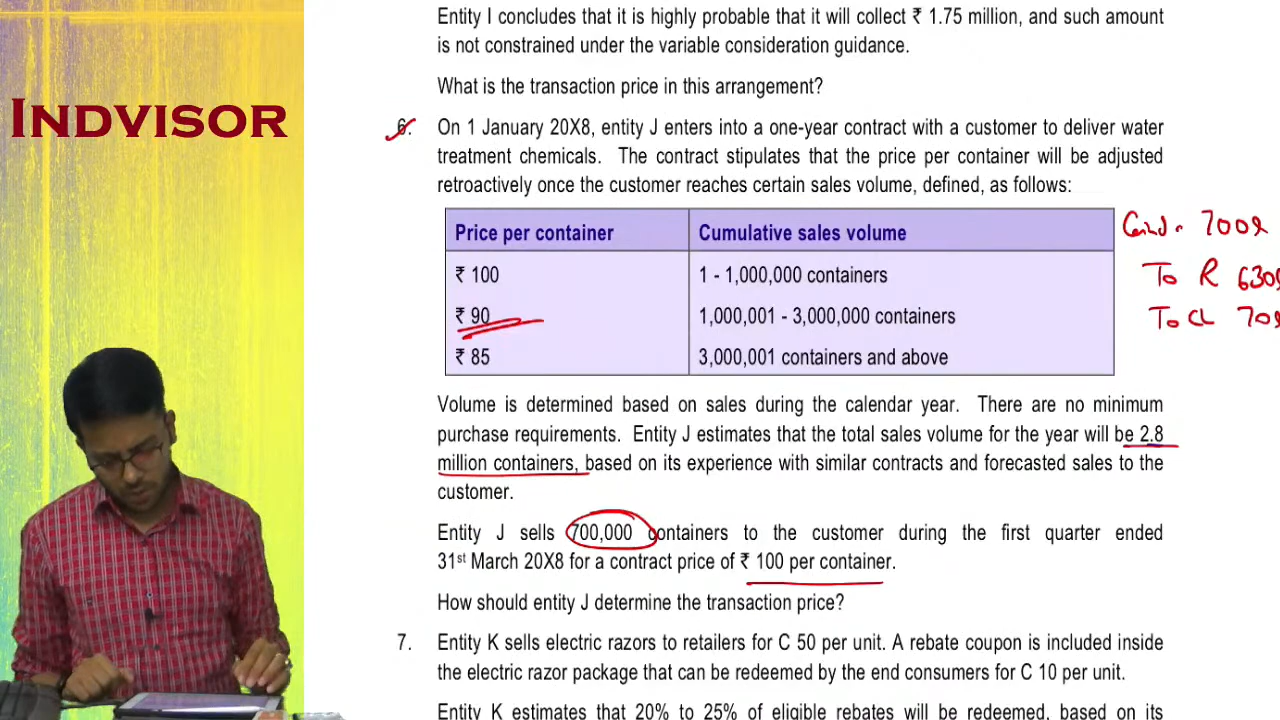 INDVISOR
Entity I concludes that it is highly probable that it will collect ₹ 1.75 million, and such amount
is not constrained under the variable consideration guidance.
What is the transaction price in this arrangement?
6. On 1 January 20X8, entity J enters into a one-year contract with a customer to deliver water
treatment chemicals. The contract stipulates that the price per container will be adjusted
retroactively once the customer reaches certain sales volume, defined, as follows:
Price per container Cumulative sales volume
₹ 100 1 - 1,000,000 containers
₹ 90 1,000,001 - 3,000,000 containers
₹ 85 3,000,001 containers and above
To R
To CL
Volume is determined based on sales during the calendar year. There are no minimum
purchase requirements. Entity J estimates that the total sales volume for the year will be 2.8
million containers, based on its experience with similar contracts and forecasted sales to the
customer.
Entity J sells 700,000 containers to the customer during the first quarter ended
31st March 20X8 for a contract price of ₹ 100 per container.
How should entity J determine the transaction price?
7. Entity K sells electric razors to retailers for C 50 per unit. A rebate coupon is included inside
the electric razor package that can be redeemed by the end consumers for C 10 per unit.
Entity K estimates that 20% to 25% of eligible rebates will be redeemed, based on its